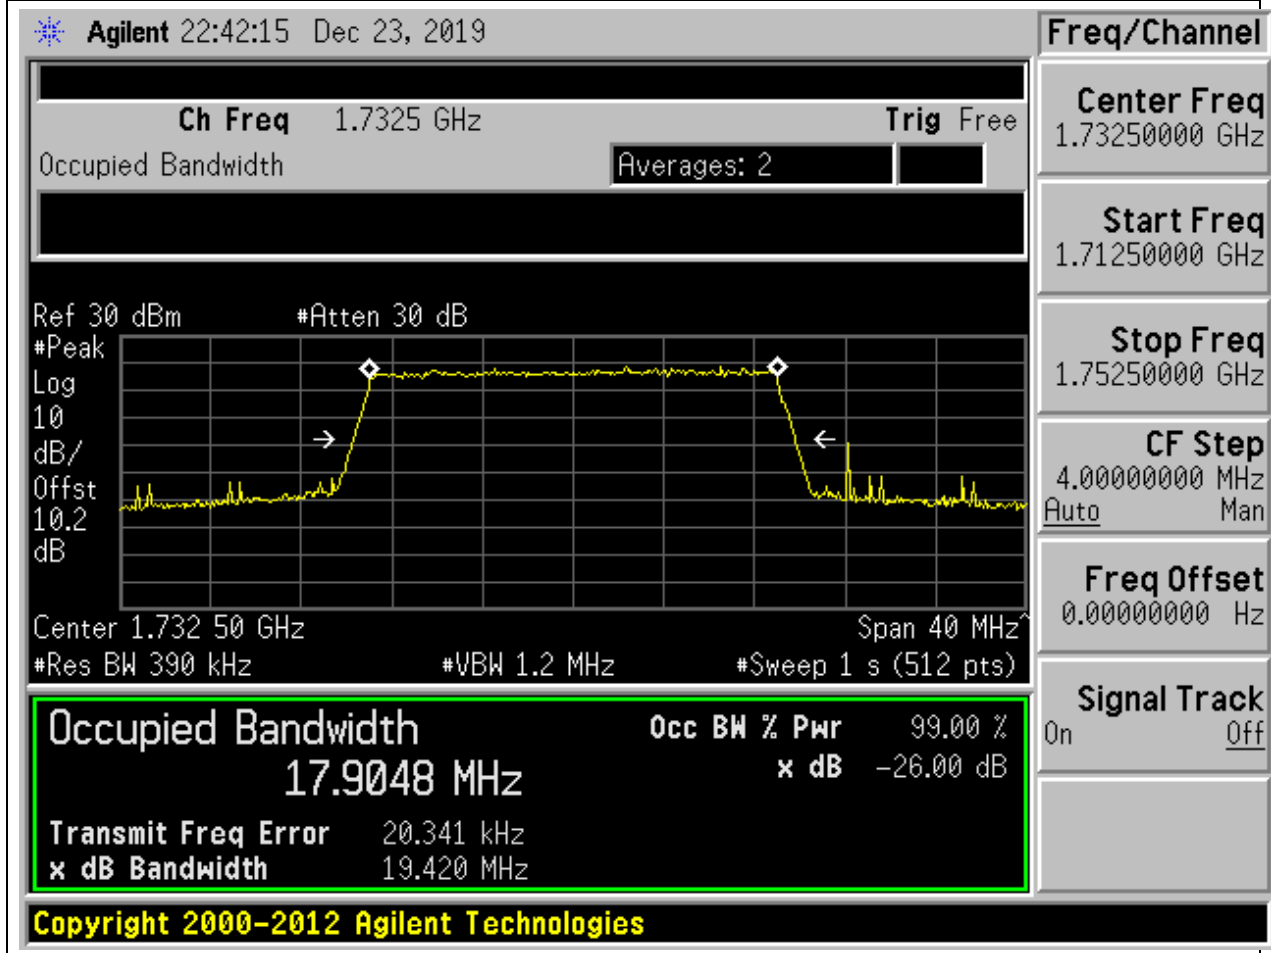 Agilent 22:42:15 Dec 23, 2019
Freq/Channel
Ch Freq 1.7325 GHz Trig Free
Occupied Bandwidth Averages: 2
Center Freq
1.73250000 GHz
Start Freq
1.71250000 GHz
Stop Freq
1.75250000 GHz
CF Step
4.00000000 MHz
Auto Man
Freq Offset
0.00000000 Hz
Signal Track
On Off
Ref 30 dBm #Atten 30 dB
#Peak
Log
10
dB/
Offst
10.2
dB
Center 1.732 50 GHz Span 40 MHz^
#Res BW 390 kHz #VBW 1.2 MHz #Sweep 1 s (512 pts)
Occupied Bandwidth Occ BW % Pwr 99.00 %
17.9048 MHz x dB -26.00 dB
Transmit Freq Error 20.341 kHz
x dB Bandwidth 19.420 MHz
Copyright 2000-2012 Agilent Technologies